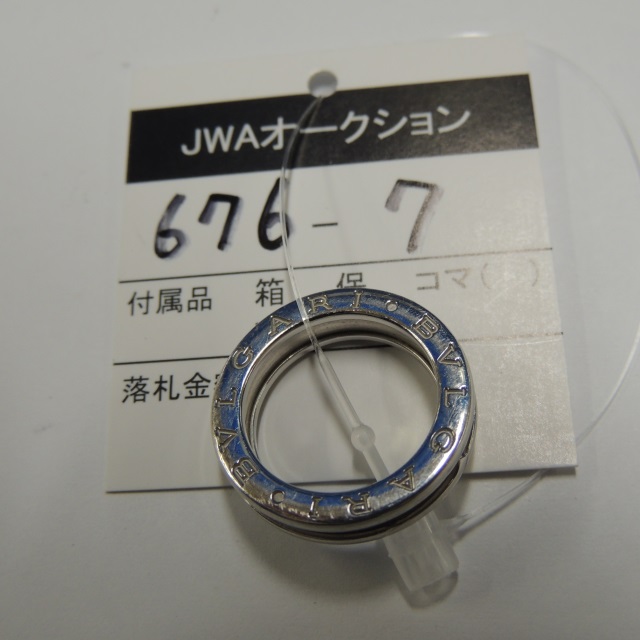 JWAオークション
676-7
付属品 箱 保 コマ( )
落札金
BVLGARI • BVLGARI •